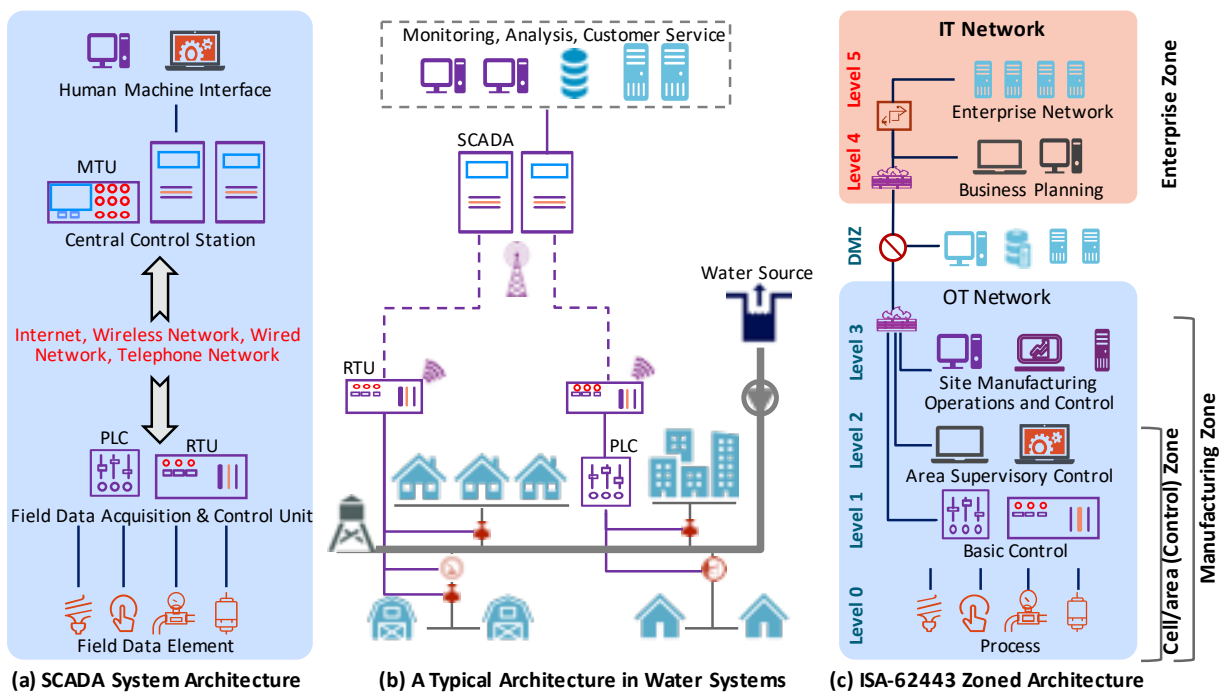 Human Machine Interface
MTU
Central Control Station
Internet, Wireless Network, Wired
Network, Telephone Network
PLC
RTU
Field Data Acquisition & Control Unit
Field Data Element
(a) SCADA System Architecture
Monitoring, Analysis, Customer Service
SCADA
Water Source
RTU
PLC
(b) A Typical Architecture in Water Systems
IT Network
Level 5
Enterprise Network
Level 4
Business Planning
Enterprise Zone
DMZ
OT Network
Level 3
Site Manufacturing
Operations and Control
Level 2
Area Supervisory Control
Level 1
Basic Control
Level 0
Process
Cell/area (Control) Zone
Manufacturing Zone
(c) ISA-62443 Zoned Architecture